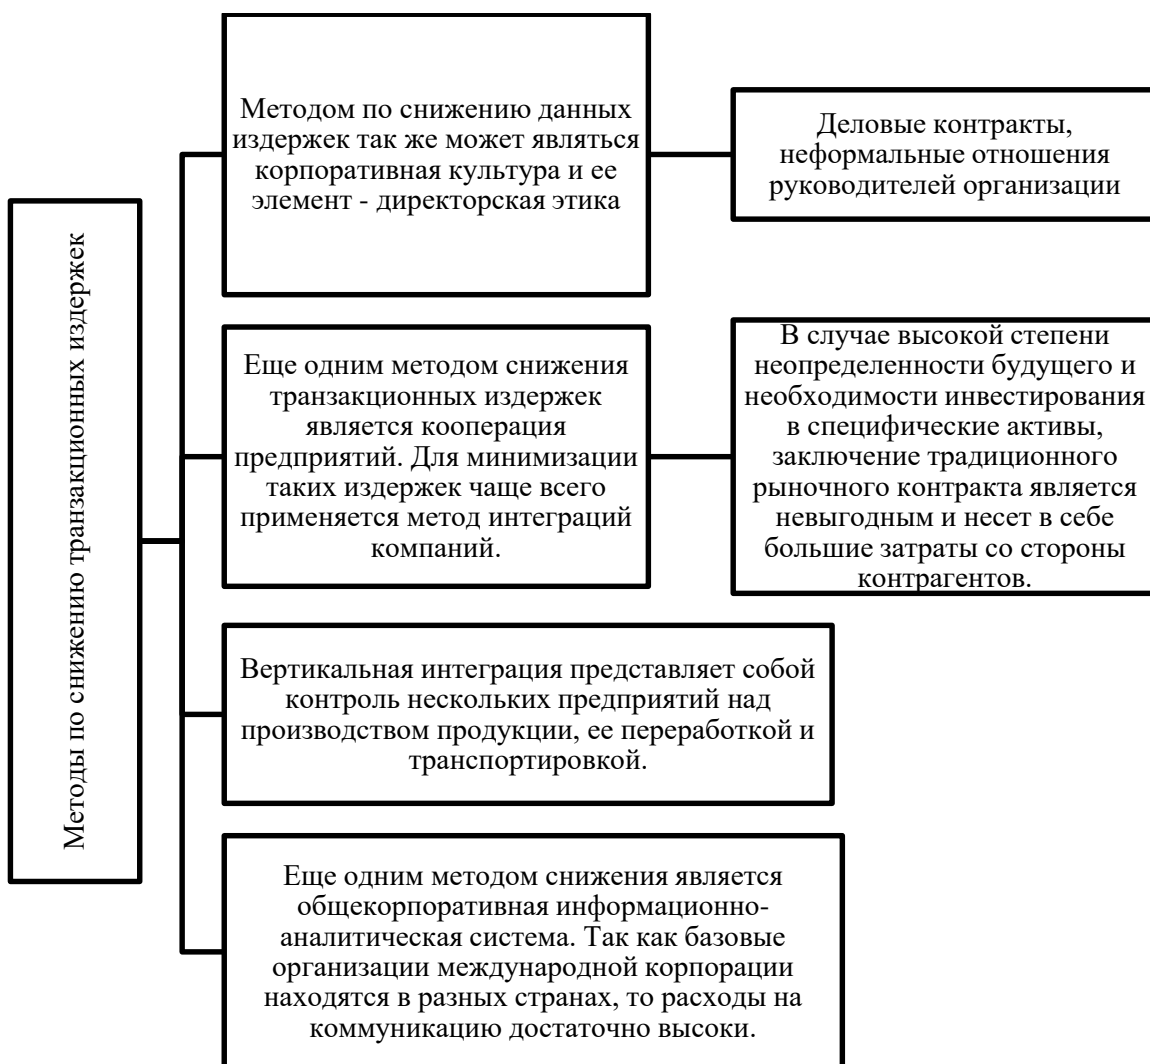 Методы по снижению транзакционных издержек
Методом по снижению данных
издержек так же может являться
корпоративная культура и ее
элемент - директорская этика
Деловые контракты,
неформальные отношения
руководителей организации
Еще одним методом снижения
транзакционных издержек
является кооперация
предприятий. Для минимизации
таких издержек чаще всего
применяется метод интеграций
компаний.
В случае высокой степени
неопределенности будущего и
необходимости инвестирования
в специфические активы,
заключение традиционного
рыночного контракта является
невыгодным и несет в себе
большие затраты со стороны
контрагентов.
Вертикальная интеграция представляет собой
контроль нескольких предприятий над
производством продукции, ее переработкой и
транспортировкой.
Еще одним методом снижения является
общекорпоративная информационно-
аналитическая система. Так как базовые
организации международной корпорации
находятся в разных странах, то расходы на
коммуникацию достаточно высоки.